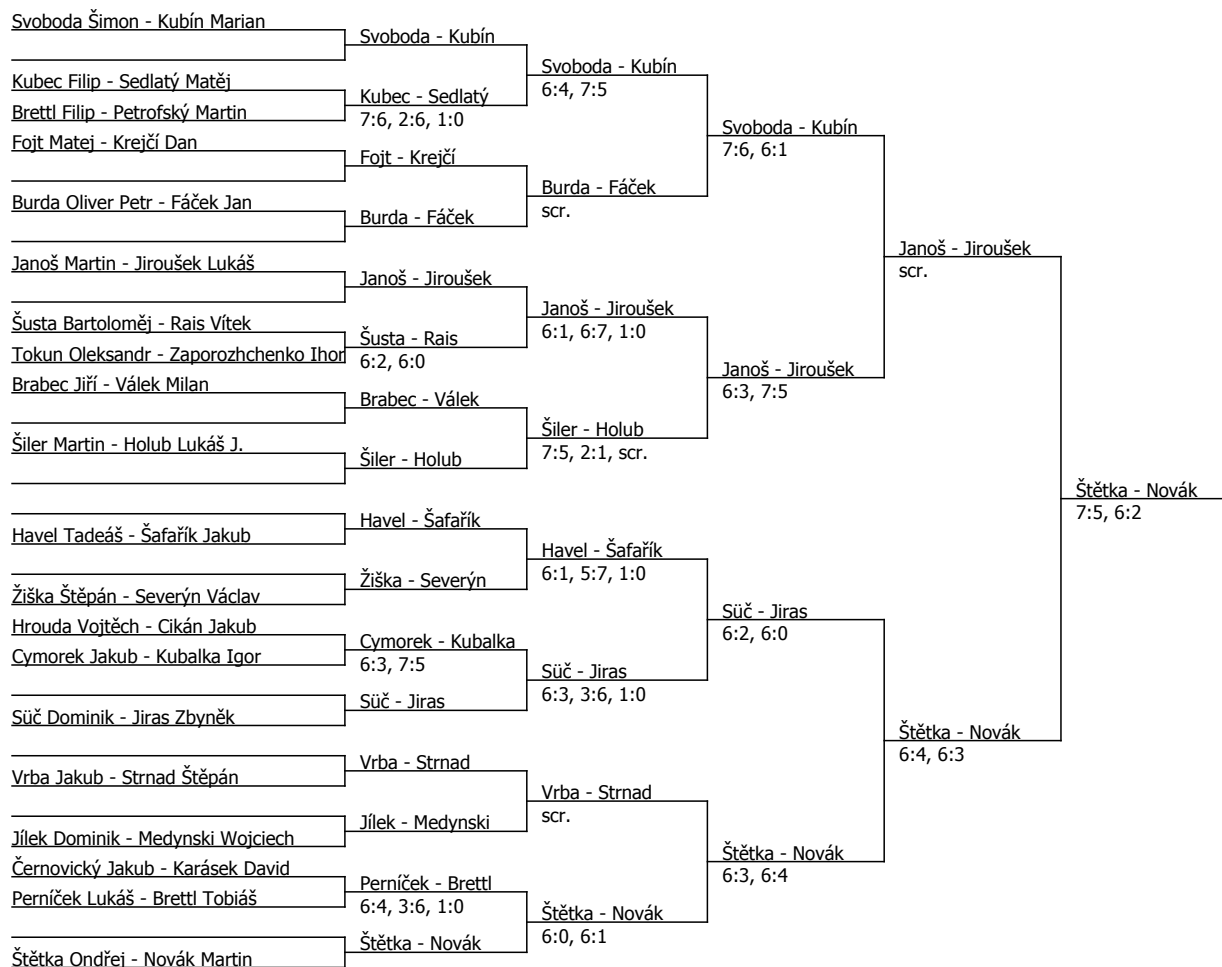 Svoboda Šimon - Kubín Marian
Kubec Filip - Sedlatý Matěj
Brettl Filip - Petrofský Martin
Fojt Matej - Krejčí Dan
Burda Oliver Petr - Fáček Jan
Janoš Martin - Jiroušek Lukáš
Šusta Bartoloměj - Rais Vítek
Tokun Oleksandr - Zaporozhchenko Ihor
Brabec Jiří - Válek Milan
Šiler Martin - Holub Lukáš J.
Havel Tadeáš - Šafařík Jakub
Žiška Štěpán - Severýn Václav
Hrouda Vojtěch - Cikán Jakub
Cymorek Jakub - Kubalka Igor
Süč Dominik - Jiras Zbyněk
Vrba Jakub - Strnad Štěpán
Jílek Dominik - Medynski Wojciech
Černovický Jakub - Karásek David
Perníček Lukáš - Brettl Tobiáš
Štětka Ondřej - Novák Martin
Svoboda - Kubín
Kubec - Sedlatý
7:6, 2:6, 1:0
Fojt - Krejčí
Burda - Fáček
Janoš - Jiroušek
Šusta - Rais
6:2, 6:0
Brabec - Válek
Šiler - Holub
Havel - Šafařík
Žiška - Severýn
Cymorek - Kubalka
6:3, 7:5
Süč - Jiras
Vrba - Strnad
Jílek - Medynski
Perníček - Brettl
6:4, 3:6, 1:0
Štětka - Novák
Svoboda - Kubín
6:4, 7:5
Burda - Fáček
scr.
Janoš - Jiroušek
6:1, 6:7, 1:0
Šiler - Holub
7:5, 2:1, scr.
Havel - Šafařík
6:1, 5:7, 1:0
Süč - Jiras
6:3, 3:6, 1:0
Vrba - Strnad
scr.
Štětka - Novák
6:0, 6:1
Svoboda - Kubín
7:6, 6:1
Janoš - Jiroušek
6:3, 7:5
Süč - Jiras
6:2, 6:0
Štětka - Novák
6:3, 6:4
Janoš - Jiroušek
scr.
Štětka - Novák
6:4, 6:3
Štětka - Novák
7:5, 6:2